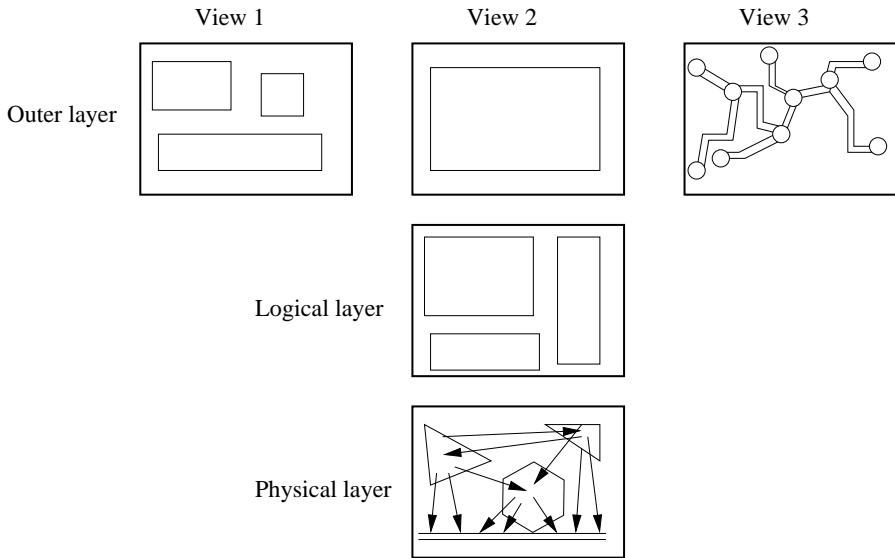 View 1
View 2
View 3
Outer layer
Logical layer
Physical layer